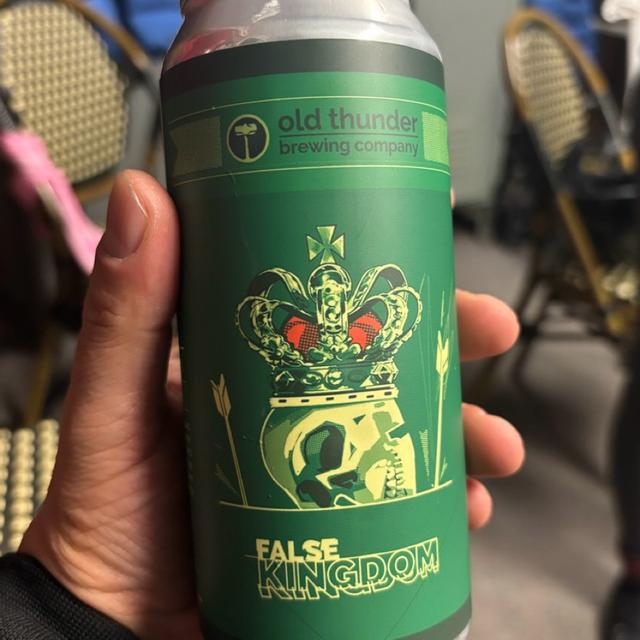 old thunder
brewing company
FALSE
KINGDOM